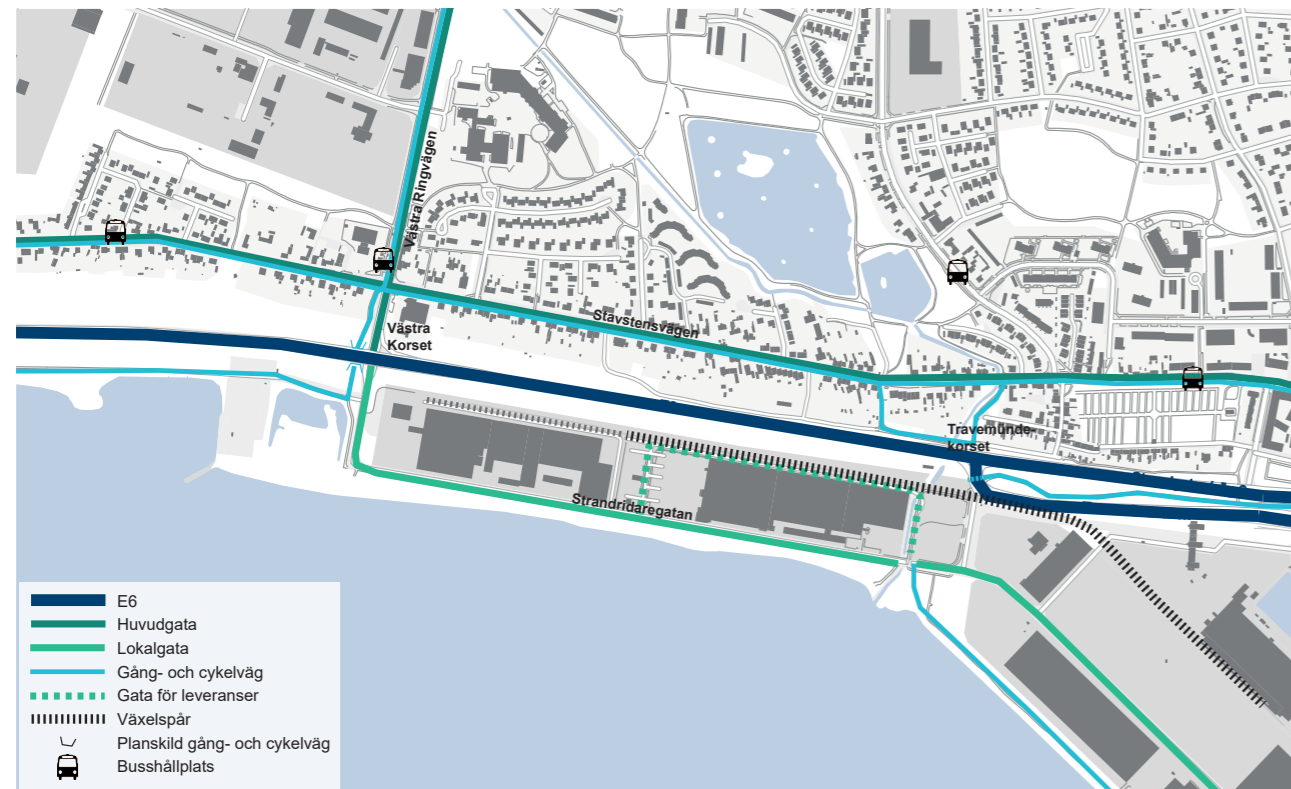 Västra Ringvägen
Västra
Korset
Stavstensvägen
Travemünde-
korset
Strandridaregatan
E6
Huvudgata
Lokalgata
Gång- och cykelväg
Gata för leveranser
Växelspår
Planskild gång- och cykelväg
Busshållplats